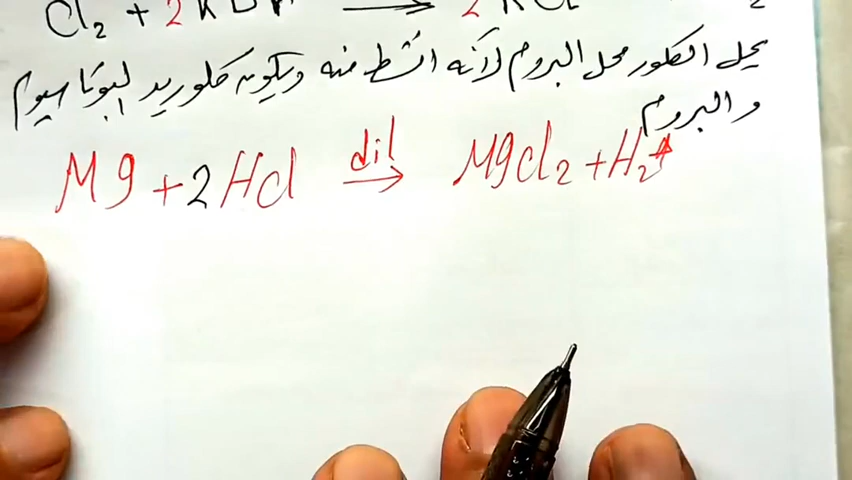 Cl₂ + 2KBr → 2KCl 2
يحل الكلور محل البروم لأنه أنشط منه ويكون كلوريد البوتاسيوم
والبروم
Mg + 2Hcl dil → Mgcl₂ + H₂↑